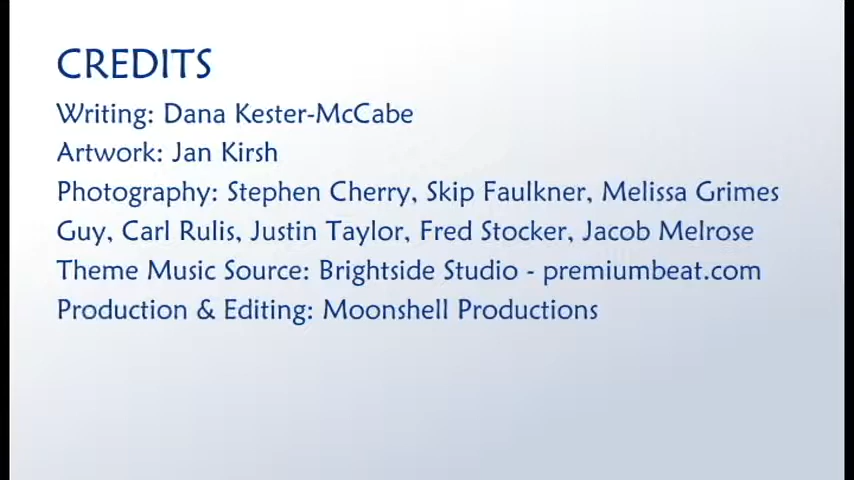 CREDITS
Writing: Dana Kester-McCabe
Artwork: Jan Kirsh
Photography: Stephen Cherry, Skip Faulkner, Melissa Grimes
Guy, Carl Rulis, Justin Taylor, Fred Stocker, Jacob Melrose
Theme Music Source: Brightside Studio - premiumbeat.com
Production & Editing: Moonshell Productions